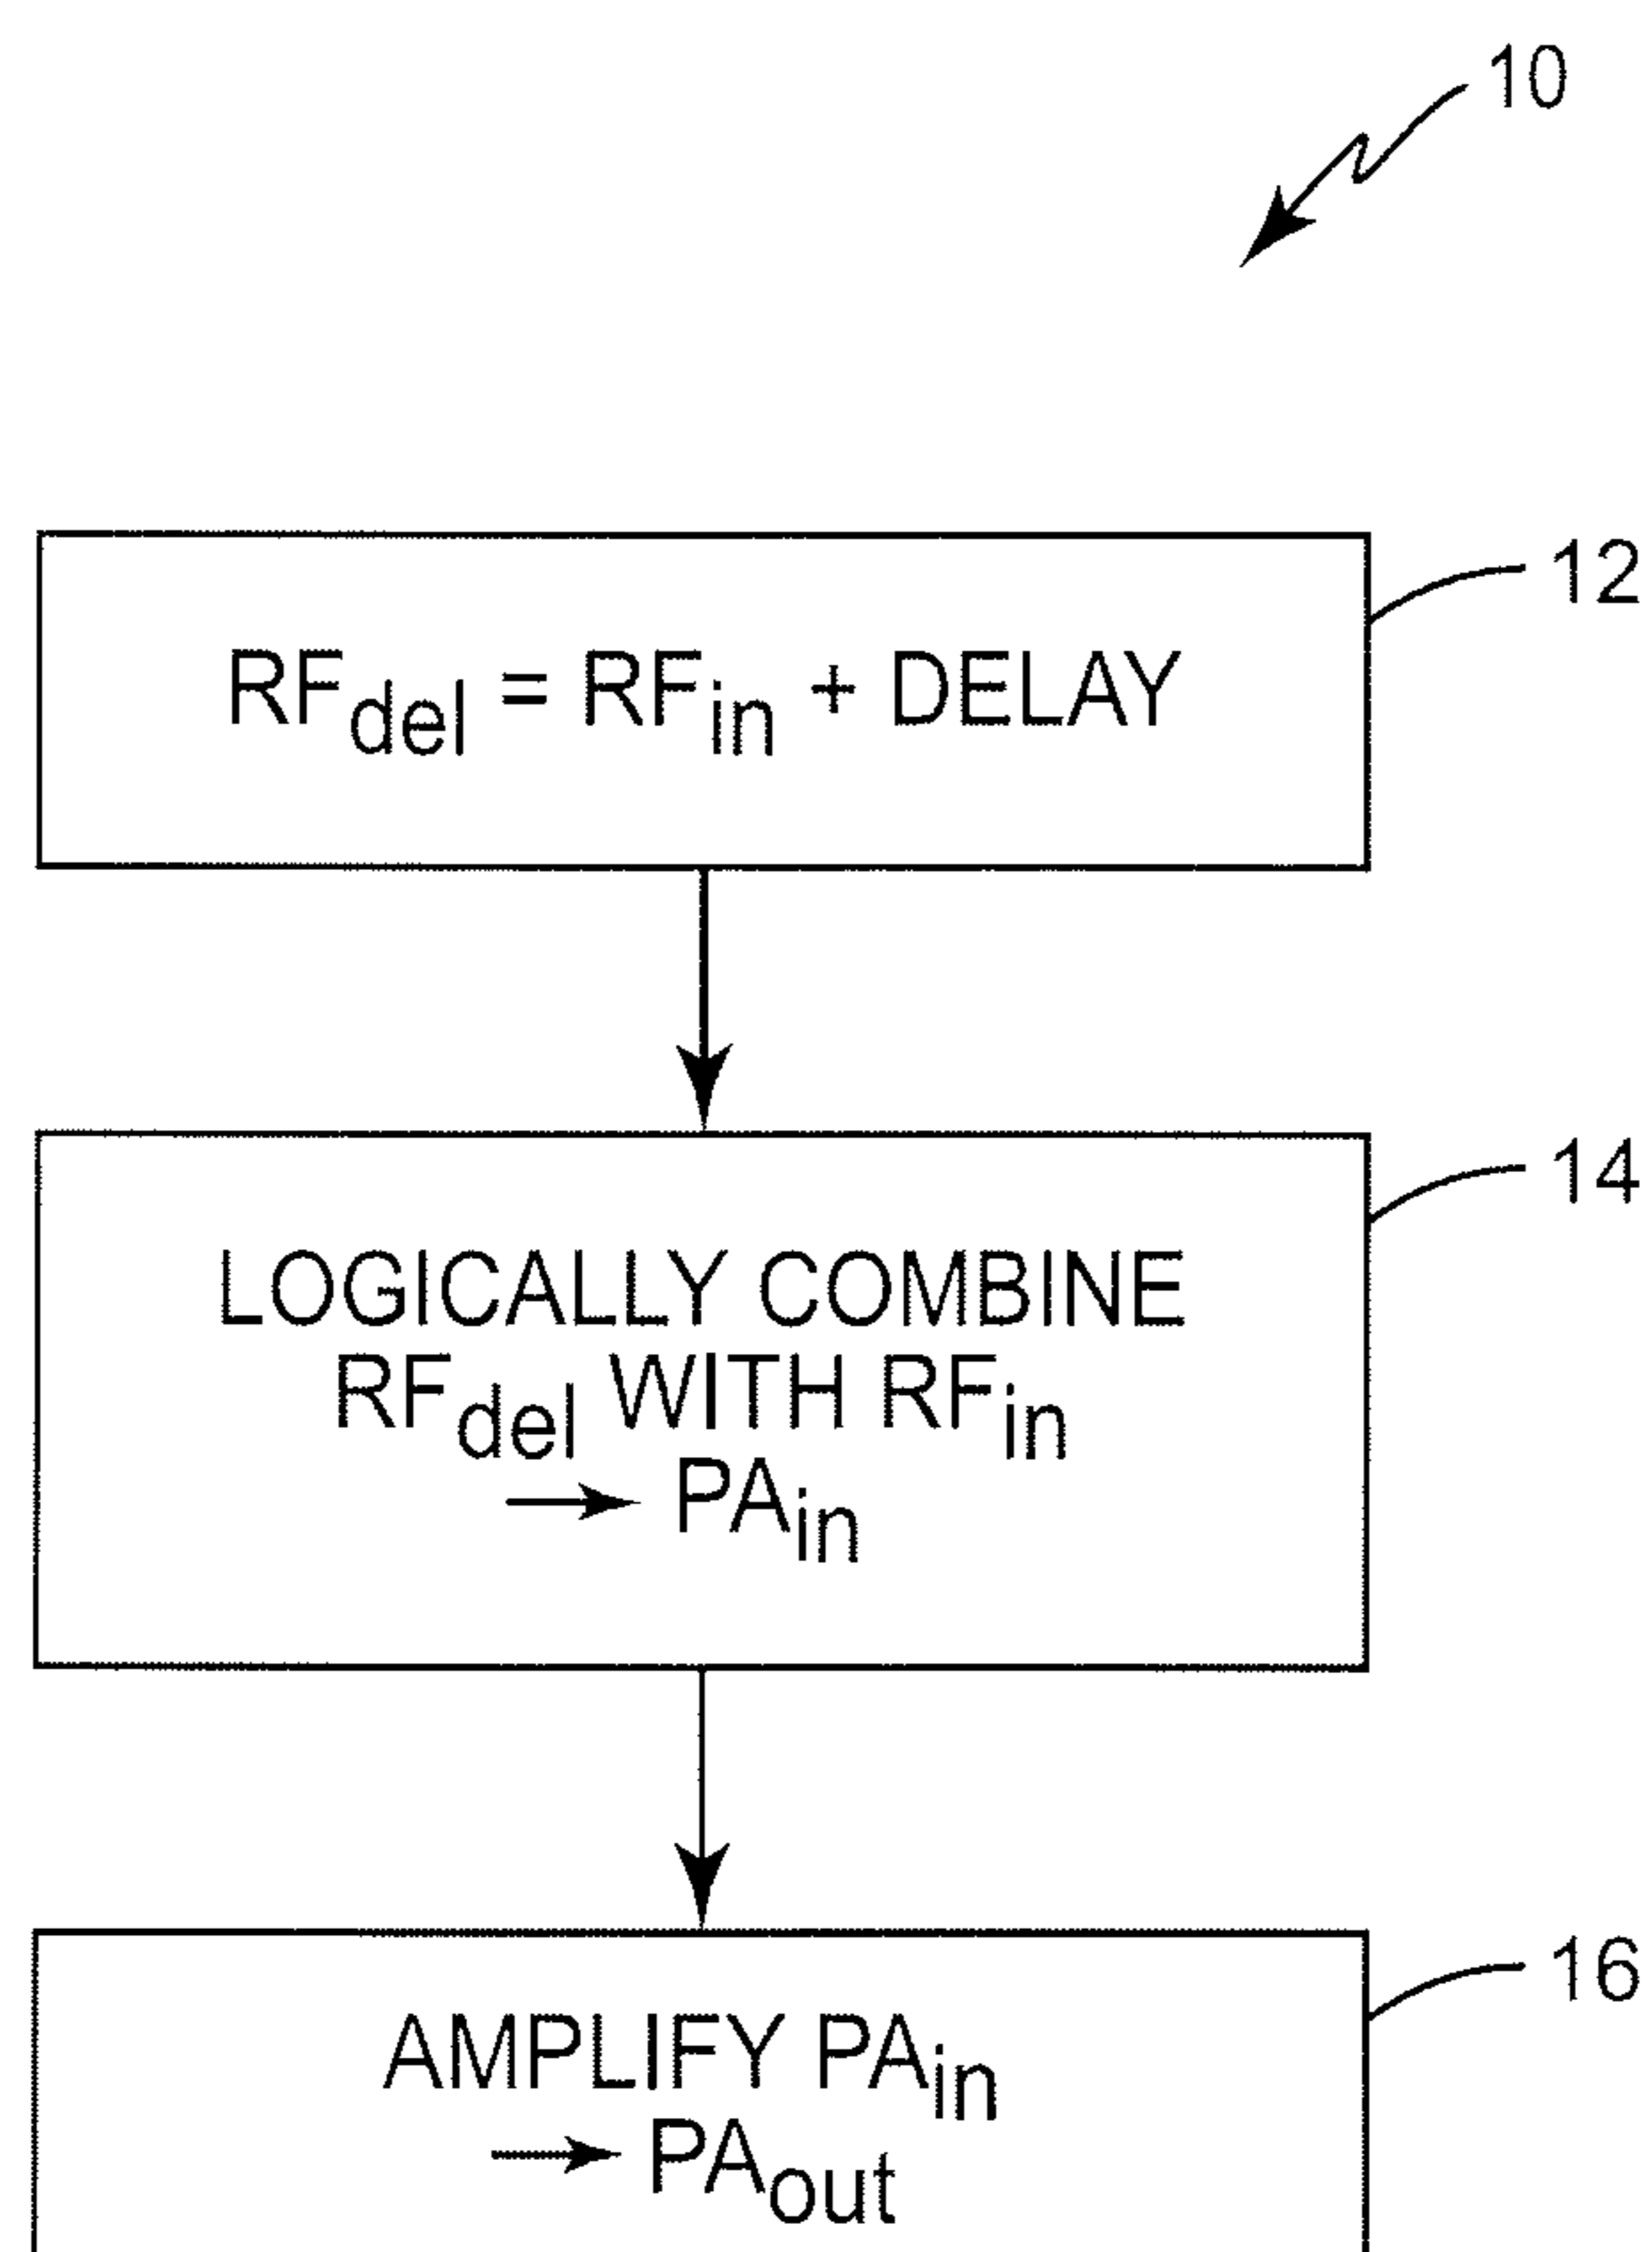 10
12
RFdel = RFin + DELAY
14
LOGICALLY COMBINE
RFdel WITH RFin
→ PAin
16
AMPLIFY PAin
→ PAout